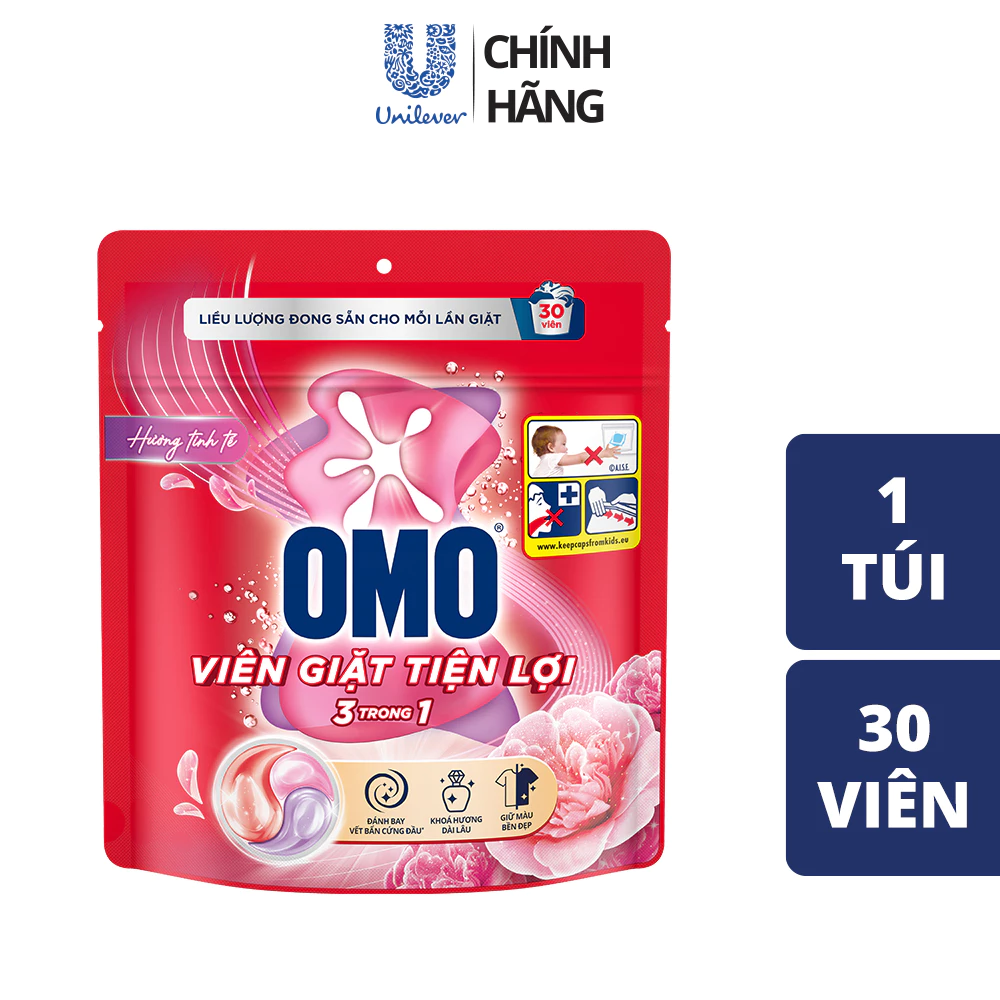 Unilever
CHÍNH
HÃNG
LIỀU LƯỢNG ĐONG SẴN CHO MỖI LẦN GIẶT
30
viên
Hương tinh tế
©A.I.S.E.
www.keepcapsfromkids.eu
OMO®
VIÊN GIẶT TIỆN LỢI
3 TRONG 1
ĐÁNH BAY
VẾT BẨN CỨNG ĐẦU*
KHOÁ HƯƠNG
DÀI LÂU
GIỮ MÀU
BỀN ĐẸP
1
TÚI
30
VIÊN